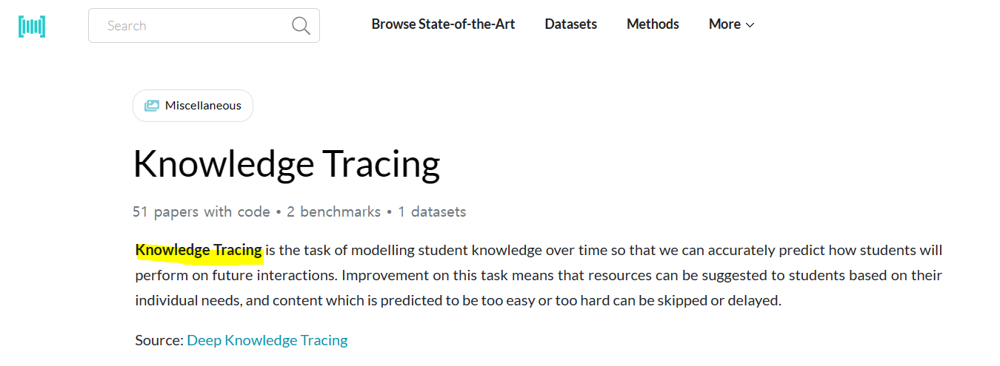 Search
Browse State-of-the-Art
Datasets
Methods
More
Miscellaneous
Knowledge Tracing
51 papers with code • 2 benchmarks • 1 datasets
Knowledge Tracing is the task of modelling student knowledge over time so that we can accurately predict how students will
perform on future interactions. Improvement on this task means that resources can be suggested to students based on their
individual needs, and content which is predicted to be too easy or too hard can be skipped or delayed.
Source: Deep Knowledge Tracing